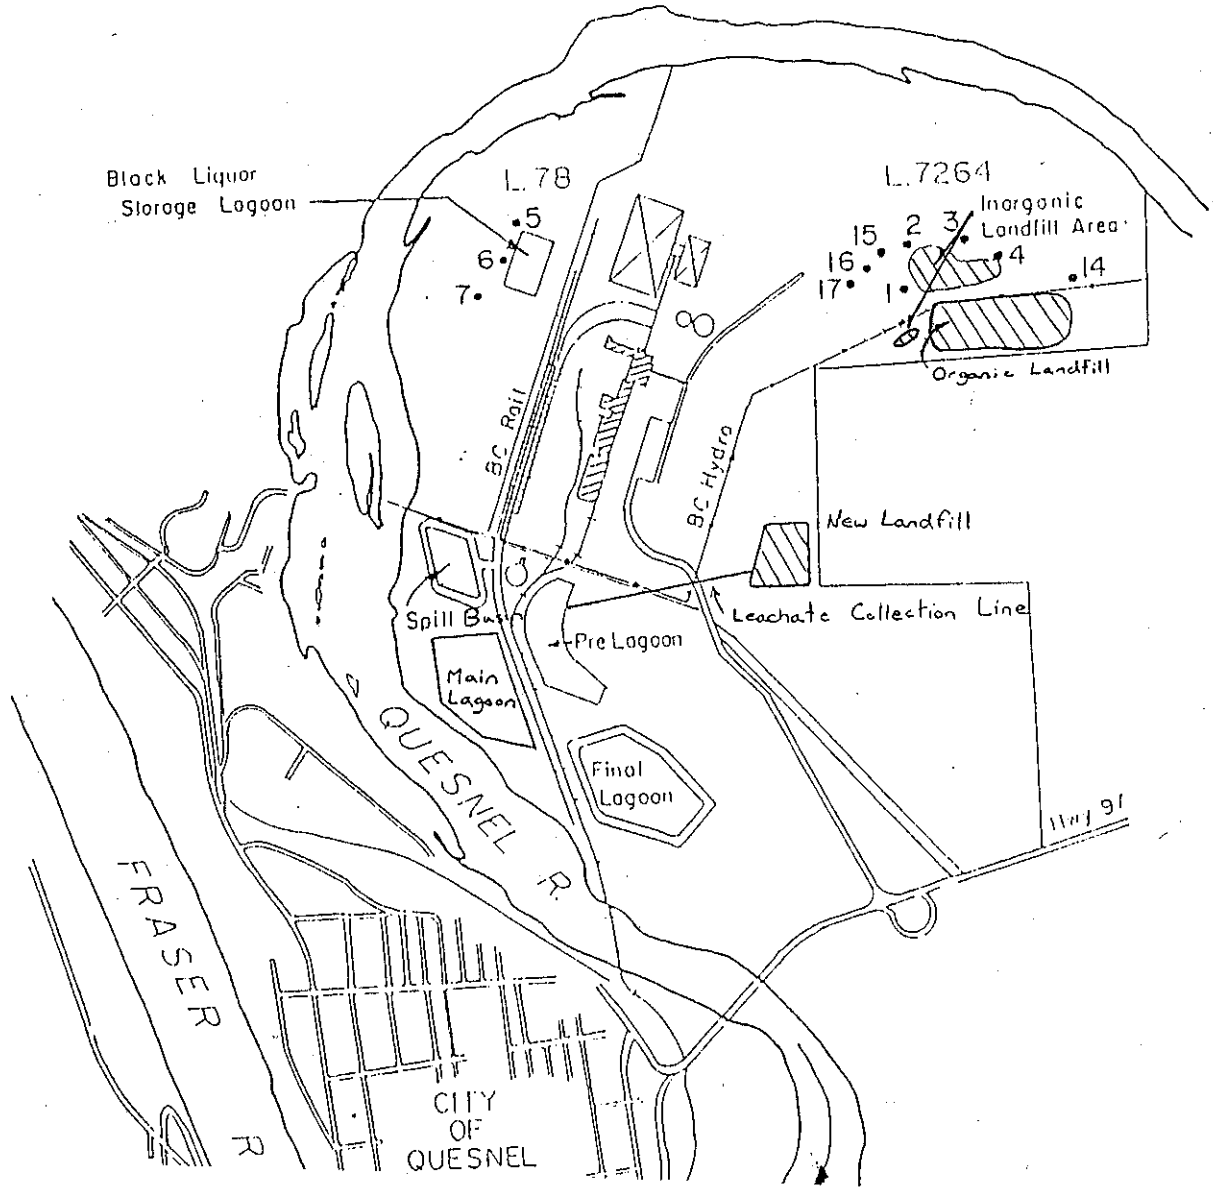 Black Liquor
Storage Lagoon
L. 78
5
6
7
L. 7264
Inorganic
Landfill Area
15
2
3
16
4
17
1
14
Organic Landfill
8
BC Rail
BC Hydro
New Landfill
Spill Basin
Leachate Collection Line
Pre Lagoon
Main
Lagoon
QUESNEL R.
Final
Lagoon
Hwy 97
FRASER R
CITY
OF
QUESNEL